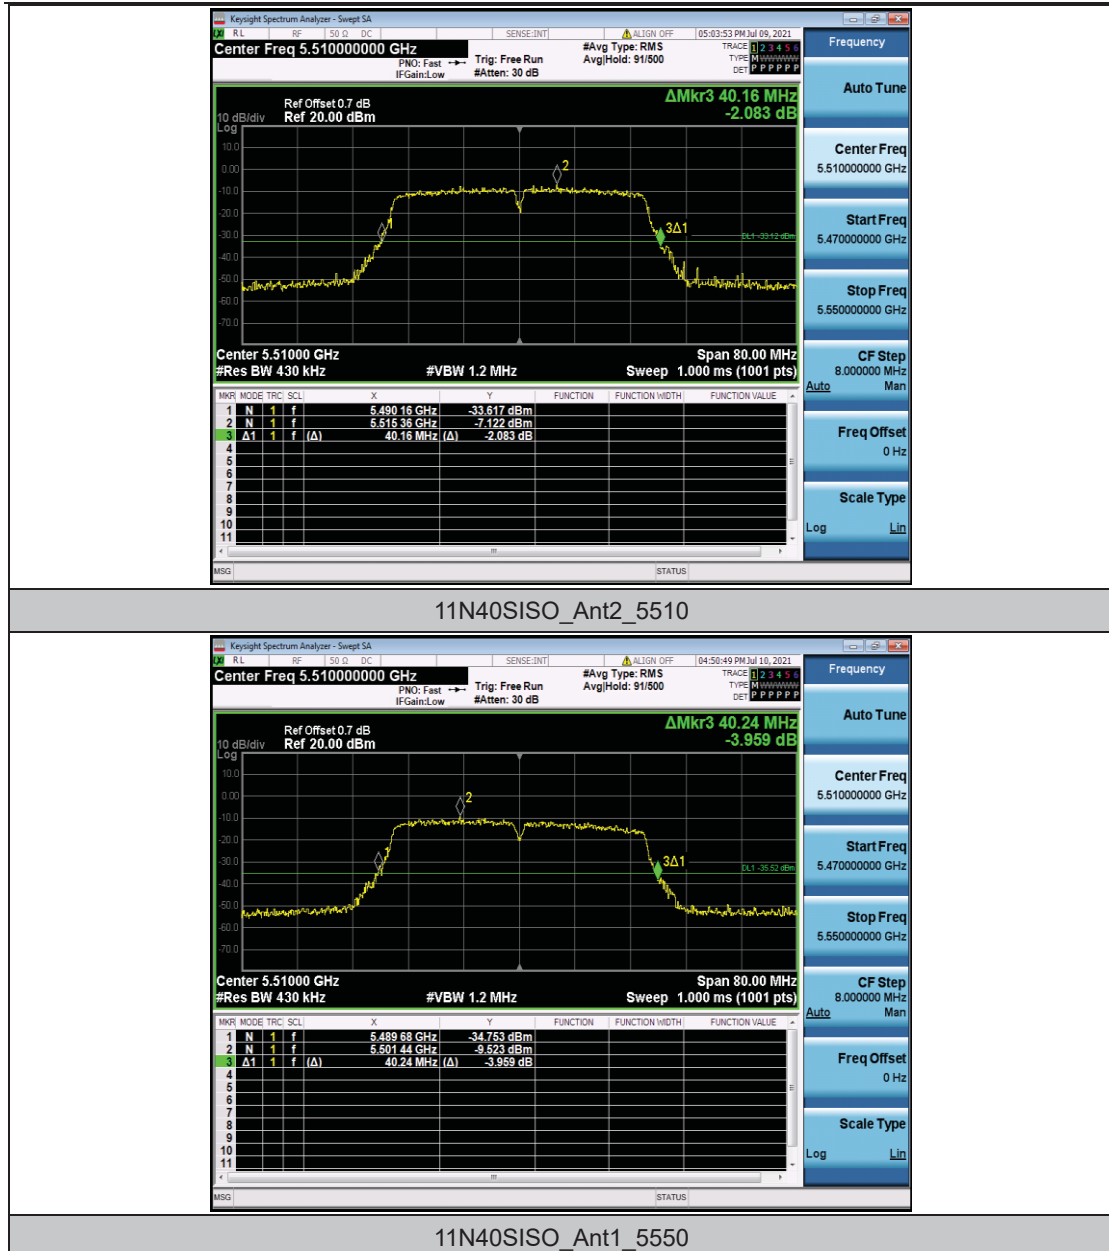 Keysight Spectrum Analyzer - Swept SA
LXI RL RF 50 Ω DC SENSE:INT ALIGN OFF 05:03:53 PM Jul 09, 2021
Center Freq 5.510000000 GHz
PNO: Fast Trig: Free Run #Avg Type: RMS TRACE 1 2 3 4 5 6
IFGain:Low #Atten: 30 dB Avg|Hold: 91/500 TYPE M WWWWW
DET P P P P P P
ΔMkr3 40.16 MHz
-2.083 dB
Ref Offset 0.7 dB
10 dB/div Ref 20.00 dBm
Log
10.0
0.00
-10.0
-20.0
-30.0
-40.0
-50.0
-60.0
-70.0
2
3Δ1
DL1 -33.12 dBm
Center 5.51000 GHz Span 80.00 MHz
#Res BW 430 kHz #VBW 1.2 MHz Sweep 1.000 ms (1001 pts)
MKR MODE TRC SCL X Y FUNCTION FUNCTION WIDTH FUNCTION VALUE
1 N 1 f 5.490 16 GHz -33.617 dBm
2 N 1 f 5.515 36 GHz -7.122 dBm
3 Δ1 1 f (Δ) 40.16 MHz (Δ) -2.083 dB
4
5
6
7
8
9
10
11
MSG STATUS
Frequency
Auto Tune
Center Freq
5.510000000 GHz
Start Freq
5.470000000 GHz
Stop Freq
5.550000000 GHz
CF Step
8.000000 MHz
Auto Man
Freq Offset
0 Hz
Scale Type
Log Lin
11N40SISO_Ant2_5510
Keysight Spectrum Analyzer - Swept SA
LXI RL RF 50 Ω DC SENSE:INT ALIGN OFF 04:50:49 PM Jul 10, 2021
Center Freq 5.510000000 GHz
PNO: Fast Trig: Free Run #Avg Type: RMS TRACE 1 2 3 4 5 6
IFGain:Low #Atten: 30 dB Avg|Hold: 91/500 TYPE M WWWWW
DET P P P P P P
ΔMkr3 40.24 MHz
-3.959 dB
Ref Offset 0.7 dB
10 dB/div Ref 20.00 dBm
Log
10.0
0.00
-10.0
-20.0
-30.0
-40.0
-50.0
-60.0
-70.0
2
1
3Δ1
DL1 -35.52 dBm
Center 5.51000 GHz Span 80.00 MHz
#Res BW 430 kHz #VBW 1.2 MHz Sweep 1.000 ms (1001 pts)
MKR MODE TRC SCL X Y FUNCTION FUNCTION WIDTH FUNCTION VALUE
1 N 1 f 5.489 68 GHz -34.753 dBm
2 N 1 f 5.501 44 GHz -9.523 dBm
3 Δ1 1 f (Δ) 40.24 MHz (Δ) -3.959 dB
4
5
6
7
8
9
10
11
MSG STATUS
Frequency
Auto Tune
Center Freq
5.510000000 GHz
Start Freq
5.470000000 GHz
Stop Freq
5.550000000 GHz
CF Step
8.000000 MHz
Auto Man
Freq Offset
0 Hz
Scale Type
Log Lin
11N40SISO_Ant1_5550